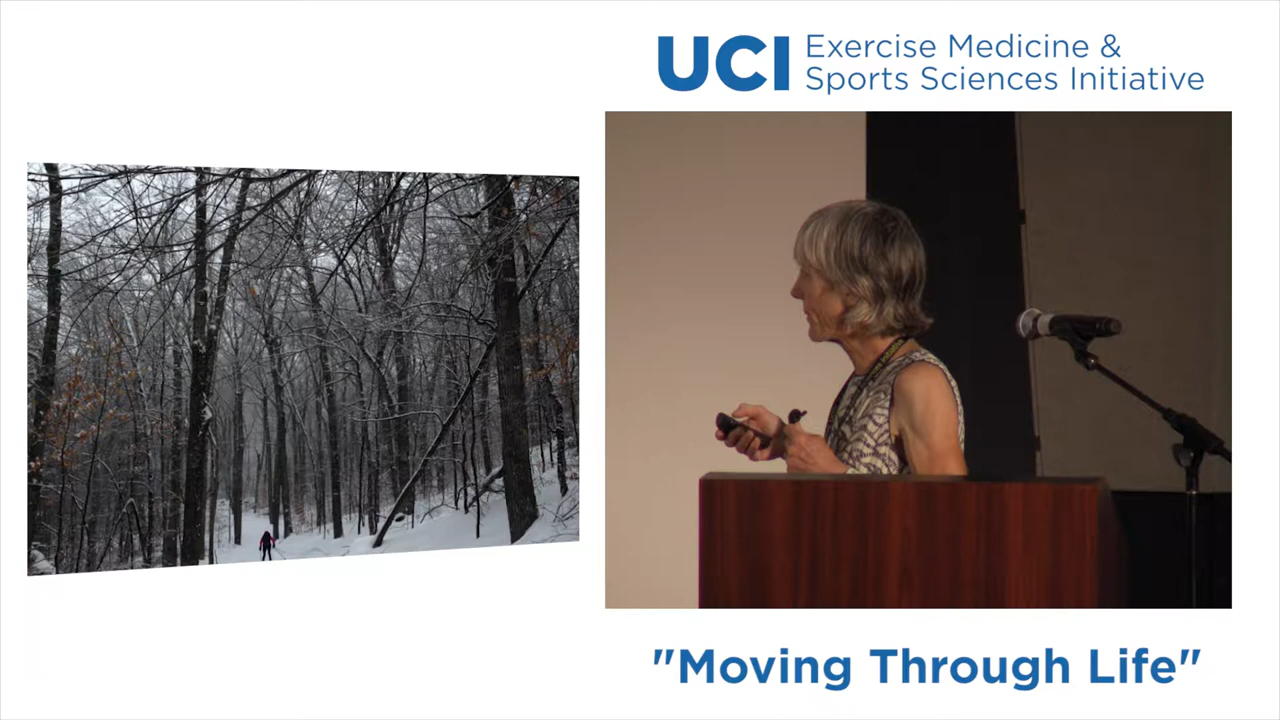 UCI Exercise Medicine &
Sports Sciences Initiative
"Moving Through Life"